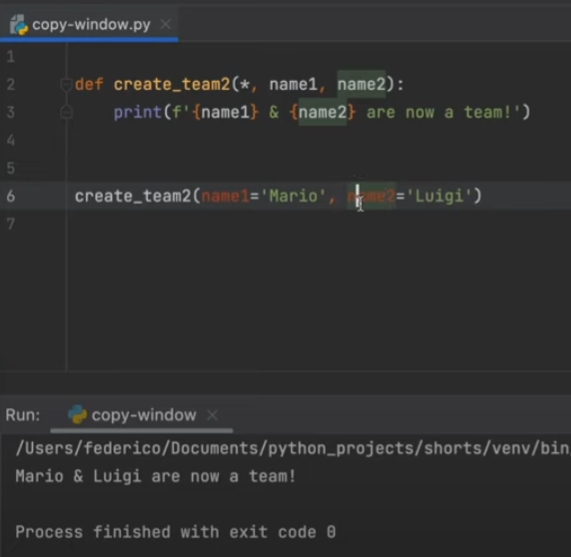 copy-window.py
1
2 def create_team2(*, name1, name2):
3 print(f'{name1} & {name2} are now a team!')
4
5
6 create_team2(name1='Mario', name2='Luigi')
7
Run: copy-window
/Users/federico/Documents/python_projects/shorts/venv/bin
Mario & Luigi are now a team!
Process finished with exit code 0